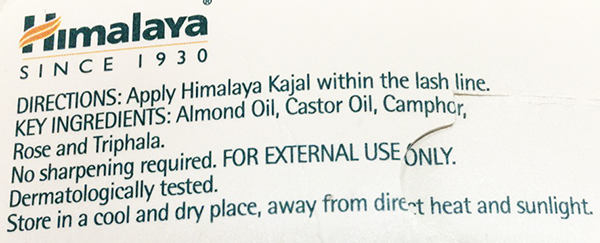 Himalaya®
SINCE 1930
DIRECTIONS: Apply Himalaya Kajal within the lash line.
KEY INGREDIENTS: Almond Oil, Castor Oil, Camphor,
Rose and Triphala.
No sharpening required. FOR EXTERNAL USE ONLY.
Dermatologically tested.
Store in a cool and dry place, away from direct heat and sunlight.